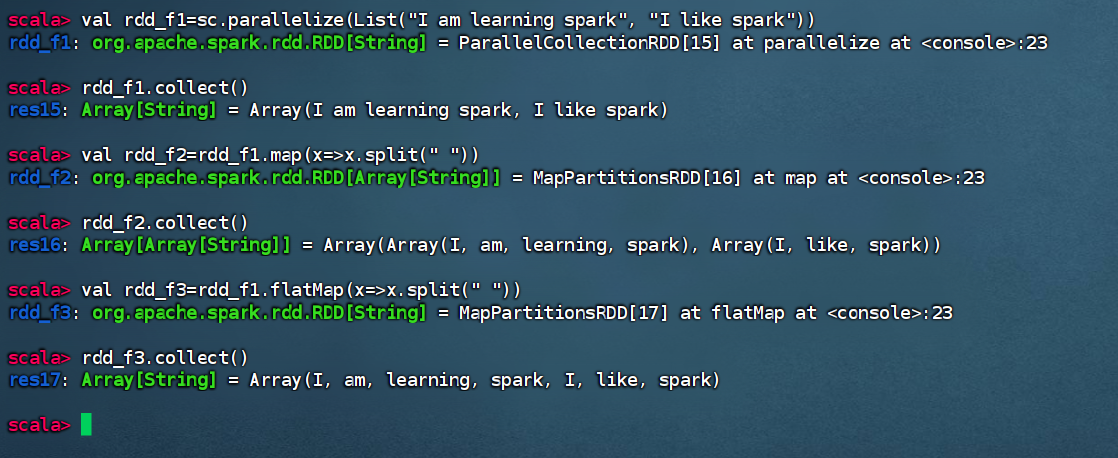 scala> val rdd_f1=sc.parallelize(List("I am learning spark", "I like spark"))
rdd_f1: org.apache.spark.rdd.RDD[String] = ParallelCollectionRDD[15] at parallelize at <console>:23
scala> rdd_f1.collect()
res15: Array[String] = Array(I am learning spark, I like spark)
scala> val rdd_f2=rdd_f1.map(x=>x.split(" "))
rdd_f2: org.apache.spark.rdd.RDD[Array[String]] = MapPartitionsRDD[16] at map at <console>:23
scala> rdd_f2.collect()
res16: Array[Array[String]] = Array(Array(I, am, learning, spark), Array(I, like, spark))
scala> val rdd_f3=rdd_f1.flatMap(x=>x.split(" "))
rdd_f3: org.apache.spark.rdd.RDD[String] = MapPartitionsRDD[17] at flatMap at <console>:23
scala> rdd_f3.collect()
res17: Array[String] = Array(I, am, learning, spark, I, like, spark)
scala>